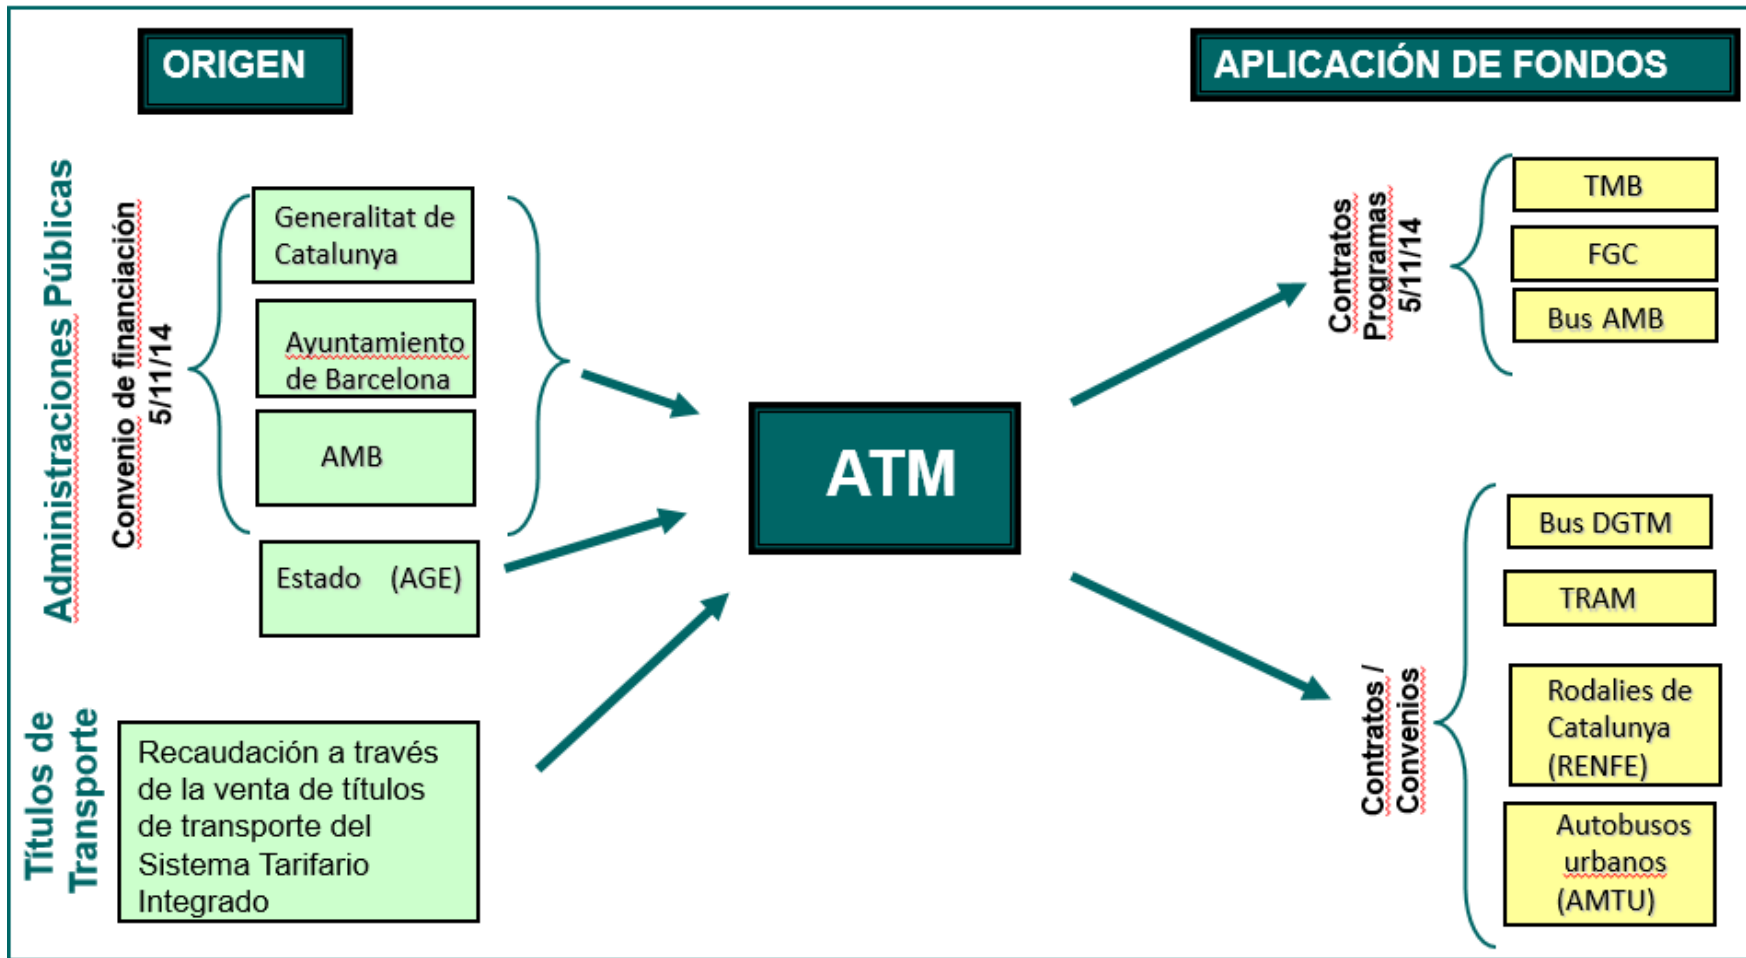 ORIGEN
APLICACIÓN DE FONDOS
Administraciones Públicas
Convenio de financiación
5/11/14
Generalitat de
Catalunya
Ayuntamiento
de Barcelona
AMB
Estado (AGE)
Títulos de
Transporte
Recaudación a través
de la venta de títulos
de transporte del
Sistema Tarifario
Integrado
ATM
Contratos
Programas
5/11/14
TMB
FGC
Bus AMB
Contratos /
Convenios
Bus DGTM
TRAM
Rodalies de
Catalunya
(RENFE)
Autobusos
urbanos
(AMTU)